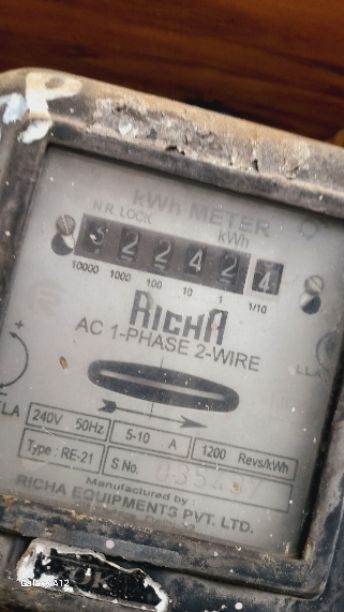 kWh METER
N.R. LOCK
kWh
2 2 4 2 4
10000 1000 100 10 1 1/10
RICHA
AC 1-PHASE 2-WIRE
240V 50Hz 5-10 A 1200 Revs/kWh
Type : RE-21 S No.
Manufactured by :
RICHA EQUIPMENTS PVT. LTD.